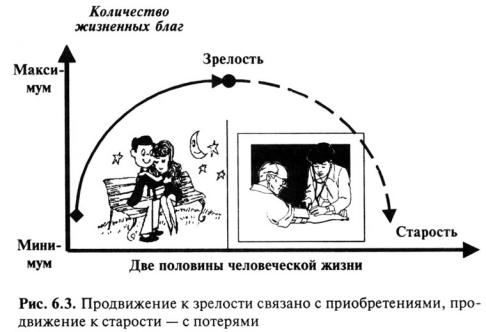 Количество
жизненных благ
Макси-
мум
Зрелость
Мини-
мум
Старость
Две половины человеческой жизни
Рис. 6.3. Продвижение к зрелости связано с приобретениями, про-
движение к старости — с потерями